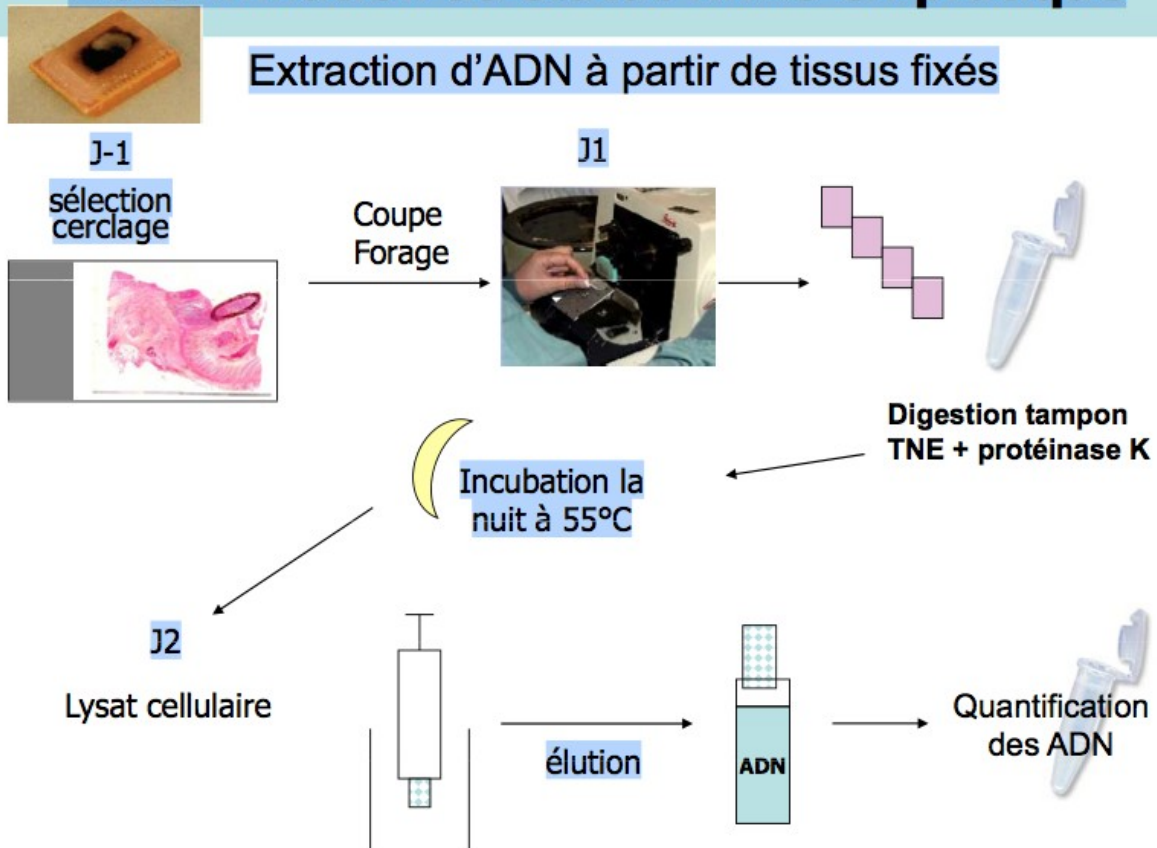 Extraction d'ADN à partir de tissus fixés
J-1
sélection
cerclage
Coupe
Forage
J1
Digestion tampon
TNE + protéinase K
Incubation la
nuit à 55°C
J2
Lysat cellulaire
élution
ADN
Quantification
des ADN